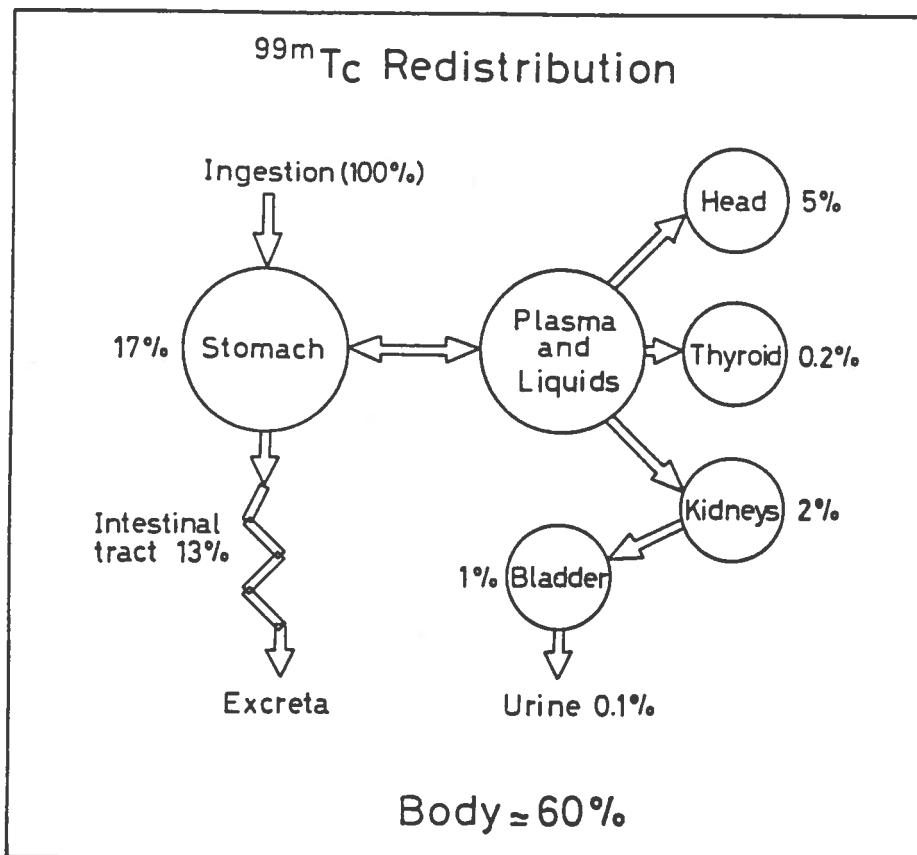 99mTc Redistribution
Ingestion (100%)
Head 5%
17% Stomach
Plasma
and
Liquids
Thyroid 0.2%
Kidneys 2%
Intestinal
tract 13%
1% Bladder
Excreta
Urine 0.1%
Body ≃ 60%